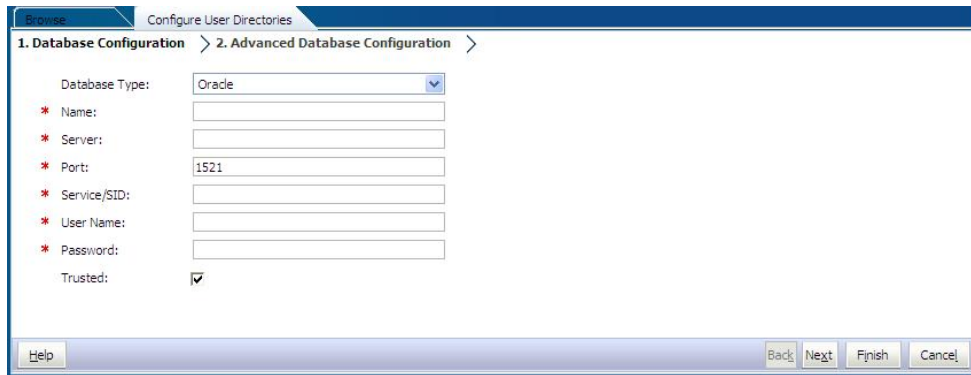 Browse Configure User Directories
1. Database Configuration 2. Advanced Database Configuration
Database Type: Oracle
* Name:
* Server:
* Port: 1521
* Service/SID:
* User Name:
* Password:
Trusted:
Help Back Next Finish Cancel